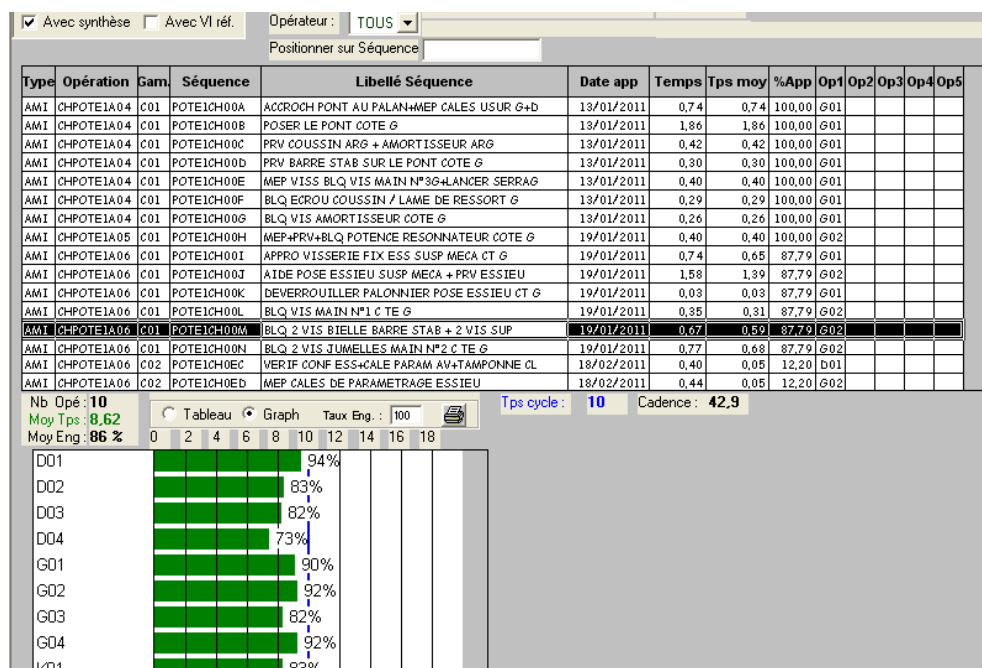 Avec synthèse Avec VI réf. Opérateur : TOUS
Positionner sur Séquence
Type Opération Gam. Séquence Libellé Séquence Date app Temps Tps moy %App Op1 Op2 Op3 Op4 Op5
AMI CHPOTE1A04 C01 POTE1CH00A ACCROCH PONT AU PALAN+MEP CALES USUR G+D 13/01/2011 0,74 0,74 100,00 G01
AMI CHPOTE1A04 C01 POTE1CH00B POSER LE PONT COTE G 13/01/2011 1,86 1,86 100,00 G01
AMI CHPOTE1A04 C01 POTE1CH00C PRV COUSSIN ARG + AMORTISSEUR ARG 13/01/2011 0,42 0,42 100,00 G01
AMI CHPOTE1A04 C01 POTE1CH00D PRV BARRE STAB SUR LE PONT COTE G 13/01/2011 0,30 0,30 100,00 G01
AMI CHPOTE1A04 C01 POTE1CH00E MEP VISS BLQ VIS MAIN N°3G+LANCER SERRAG 13/01/2011 0,40 0,40 100,00 G01
AMI CHPOTE1A04 C01 POTE1CH00F BLQ ECROU COUSSIN / LAME DE RESSORT G 13/01/2011 0,29 0,29 100,00 G01
AMI CHPOTE1A04 C01 POTE1CH00G BLQ VIS AMORTISSEUR COTE G 13/01/2011 0,26 0,26 100,00 G01
AMI CHPOTE1A05 C01 POTE1CH00H MEP+PRV+BLQ POTENCE RESONNATEUR COTE G 19/01/2011 0,40 0,40 100,00 G02
AMI CHPOTE1A06 C01 POTE1CH00I APPRO VISSERIE FIX ESS SUSP MECA CT G 19/01/2011 0,74 0,65 87,79 G01
AMI CHPOTE1A06 C01 POTE1CH00J AIDE POSE ESSIEU SUSP MECA + PRV ESSIEU 19/01/2011 1,58 1,39 87,79 G02
AMI CHPOTE1A06 C01 POTE1CH00K DEVERROUILLER PALONNIER POSE ESSIEU CT G 19/01/2011 0,03 0,03 87,79 G01
AMI CHPOTE1A06 C01 POTE1CH00L BLQ VIS MAIN N°1 C TE G 19/01/2011 0,35 0,31 87,79 G02
AMI CHPOTE1A06 C01 POTE1CH00M BLQ 2 VIS BIELLE BARRE STAB + 2 VIS SUP 19/01/2011 0,67 0,59 87,79 G02
AMI CHPOTE1A06 C01 POTE1CH00N BLQ 2 VIS JUMELLES MAIN N°2 C TE G 19/01/2011 0,77 0,68 87,79 G02
AMI CHPOTE1A06 C02 POTE1CH0EC VERIF CONF ESS+CALE PARAM AV+TAMPONNE CL 18/02/2011 0,40 0,05 12,20 D01
AMI CHPOTE1A06 C02 POTE1CH0ED MEP CALES DE PARAMETRAGE ESSIEU 18/02/2011 0,44 0,05 12,20 G02
Nb Opé : 10 Tps cycle : 10 Cadence : 42,9
Moy Tps : 8,62 Tableau Graph Taux Eng. : 100
Moy Eng : 86 % 0 2 4 6 8 10 12 14 16 18
D01 94%
D02 83%
D03 82%
D04 73%
G01 90%
G02 92%
G03 82%
G04 92%
K01 83%